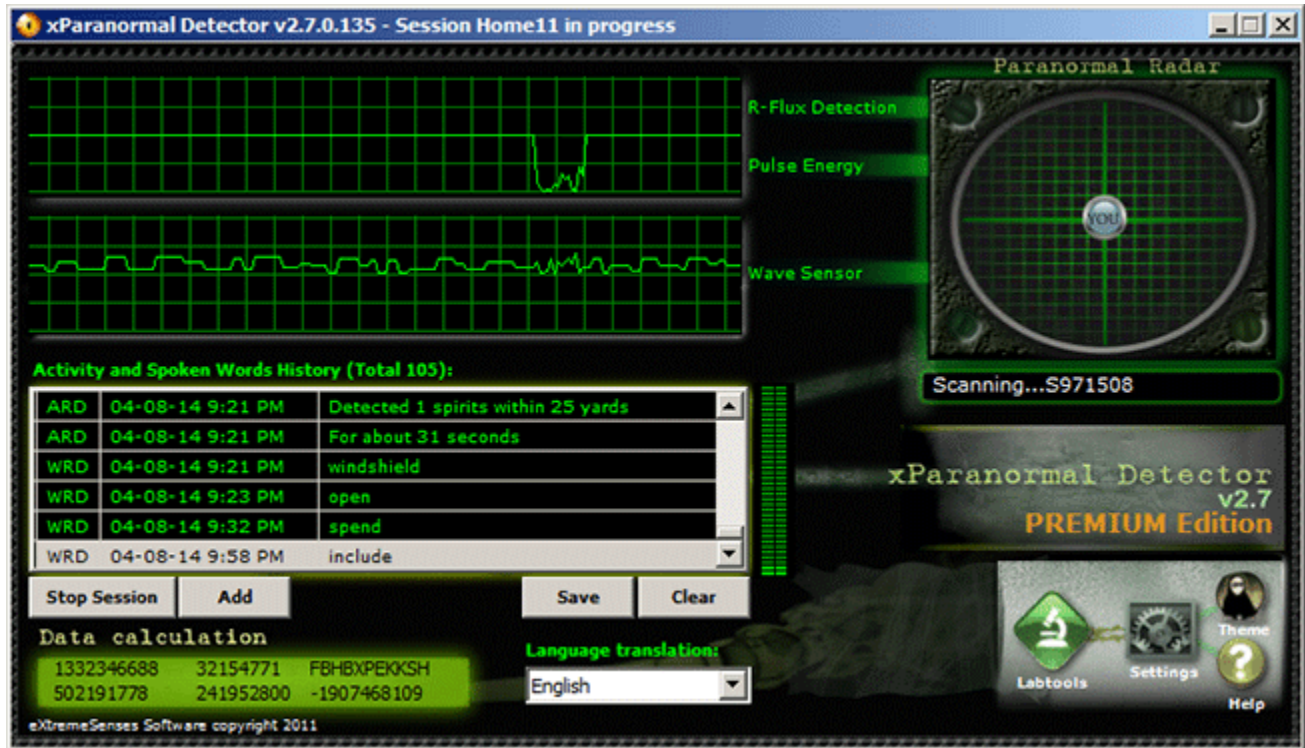 xParanormal Detector v2.7.0.135 - Session Home11 in progress
Paranormal Radar
R-Flux Detection
Pulse Energy
YOU
Wave Sensor
Activity and Spoken Words History (Total 105):
Scanning...S971508
ARD 04-08-14 9:21 PM Detected 1 spirits within 25 yards
ARD 04-08-14 9:21 PM For about 31 seconds
WRD 04-08-14 9:21 PM windshield
WRD 04-08-14 9:23 PM open
WRD 04-08-14 9:32 PM spend
WRD 04-08-14 9:58 PM include
xParanormal Detector
v2.7
PREMIUM Edition
Stop Session Add Save Clear
Data calculation
1332346688 32154771 FBHBXPEKKSH
502191778 241952800 -1907468109
Language translation:
English
Labtools
Settings
Theme
Help
eXtremeSenses Software copyright 2011